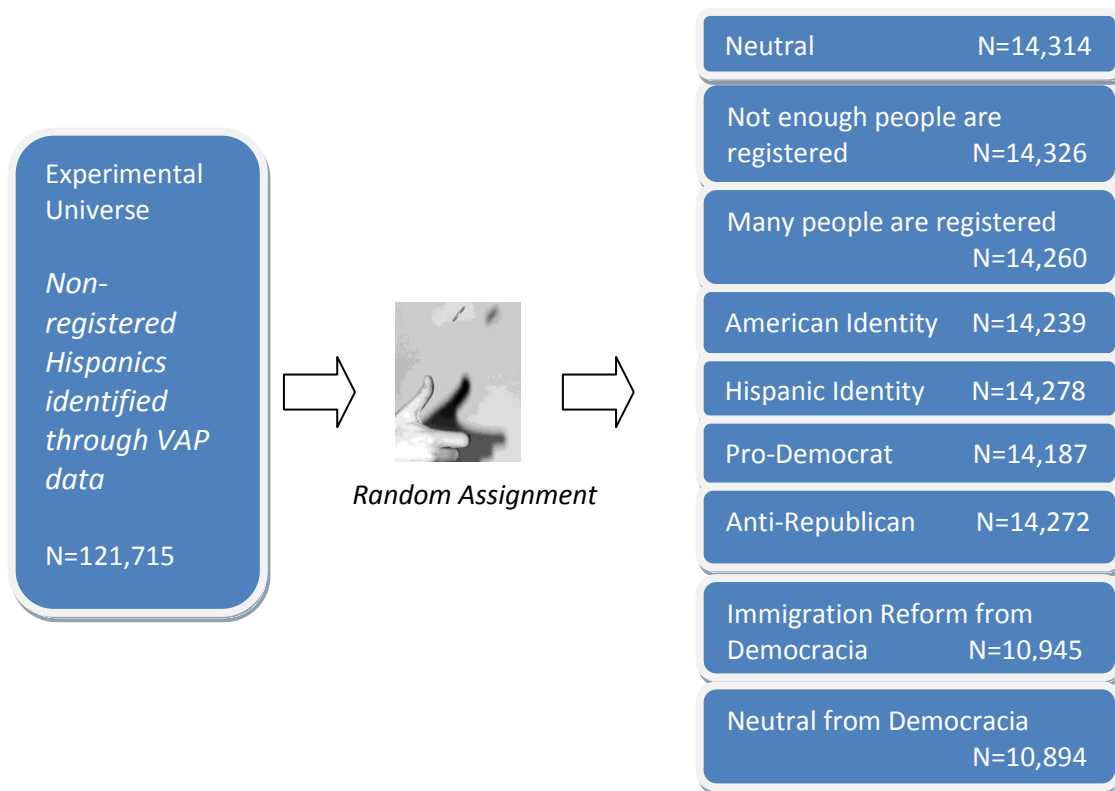 Experimental
Universe
Non-
registered
Hispanics
identified
through VAP
data
N=121,715
Random Assignment
Neutral N=14,314
Not enough people are
registered N=14,326
Many people are registered
N=14,260
American Identity N=14,239
Hispanic Identity N=14,278
Pro-Democrat N=14,187
Anti-Republican N=14,272
Immigration Reform from
Democracia N=10,945
Neutral from Democracia
N=10,894